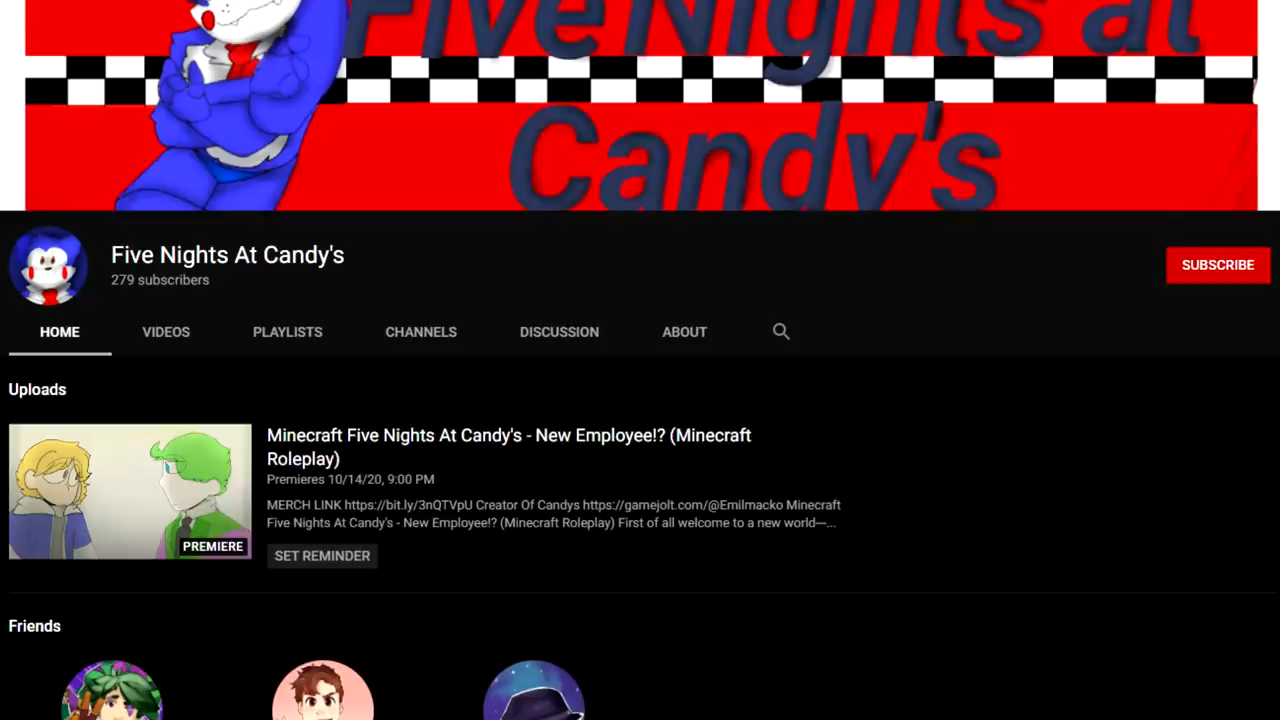 Five Nights at
Candy's
Five Nights At Candy's
279 subscribers
SUBSCRIBE
HOME VIDEOS PLAYLISTS CHANNELS DISCUSSION ABOUT
Uploads
Minecraft Five Nights At Candy's - New Employee!? (Minecraft
Roleplay)
Premieres 10/14/20, 9:00 PM
MERCH LINK https://bit.ly/3nQTVpU Creator Of Candys https://gamejolt.com/@Emilmacko Minecraft
Five Nights At Candy's - New Employee!? (Minecraft Roleplay) First of all welcome to a new world—...
PREMIERE
SET REMINDER
Friends